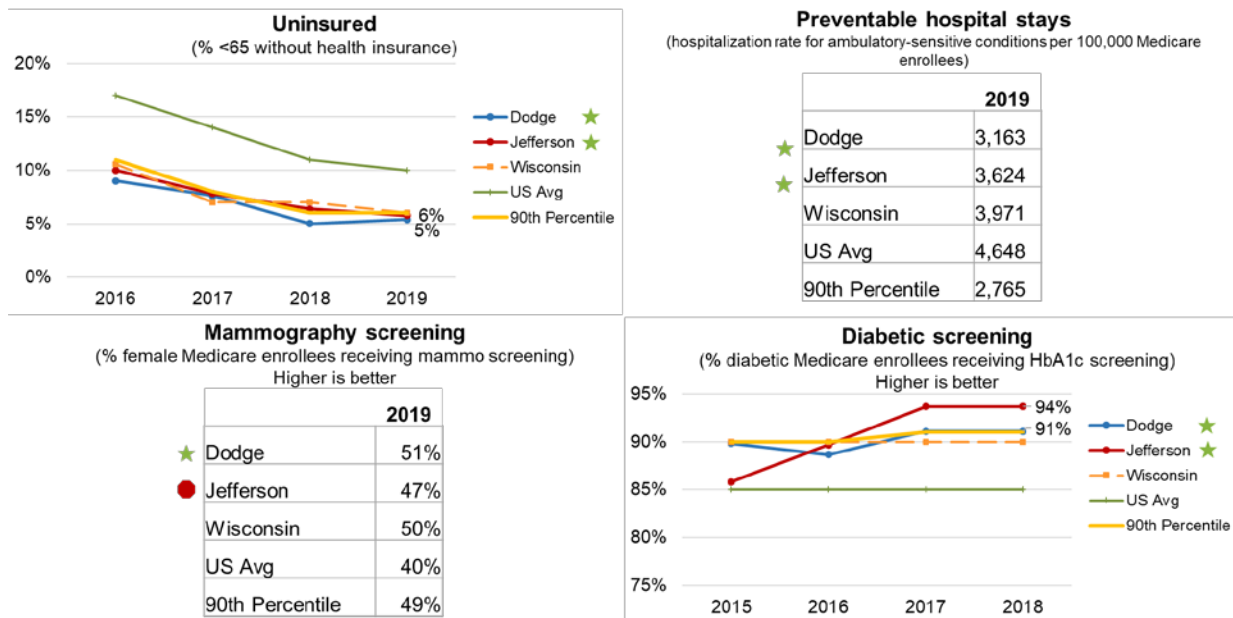 Uninsured
(% <65 without health insurance)
20%
15%
10%
5%
0%
2016 2017 2018 2019
6%
5%
Dodge
Jefferson
Wisconsin
US Avg
90th Percentile
Preventable hospital stays
(hospitalization rate for ambulatory-sensitive conditions per 100,000 Medicare
enrollees)
2019
Dodge 3,163
Jefferson 3,624
Wisconsin 3,971
US Avg 4,648
90th Percentile 2,765
Mammography screening
(% female Medicare enrollees receiving mammo screening)
Higher is better
2019
Dodge 51%
Jefferson 47%
Wisconsin 50%
US Avg 40%
90th Percentile 49%
Diabetic screening
(% diabetic Medicare enrollees receiving HbA1c screening)
Higher is better
95%
90%
85%
80%
75%
2015 2016 2017 2018
94%
91%
Dodge
Jefferson
Wisconsin
US Avg
90th Percentile